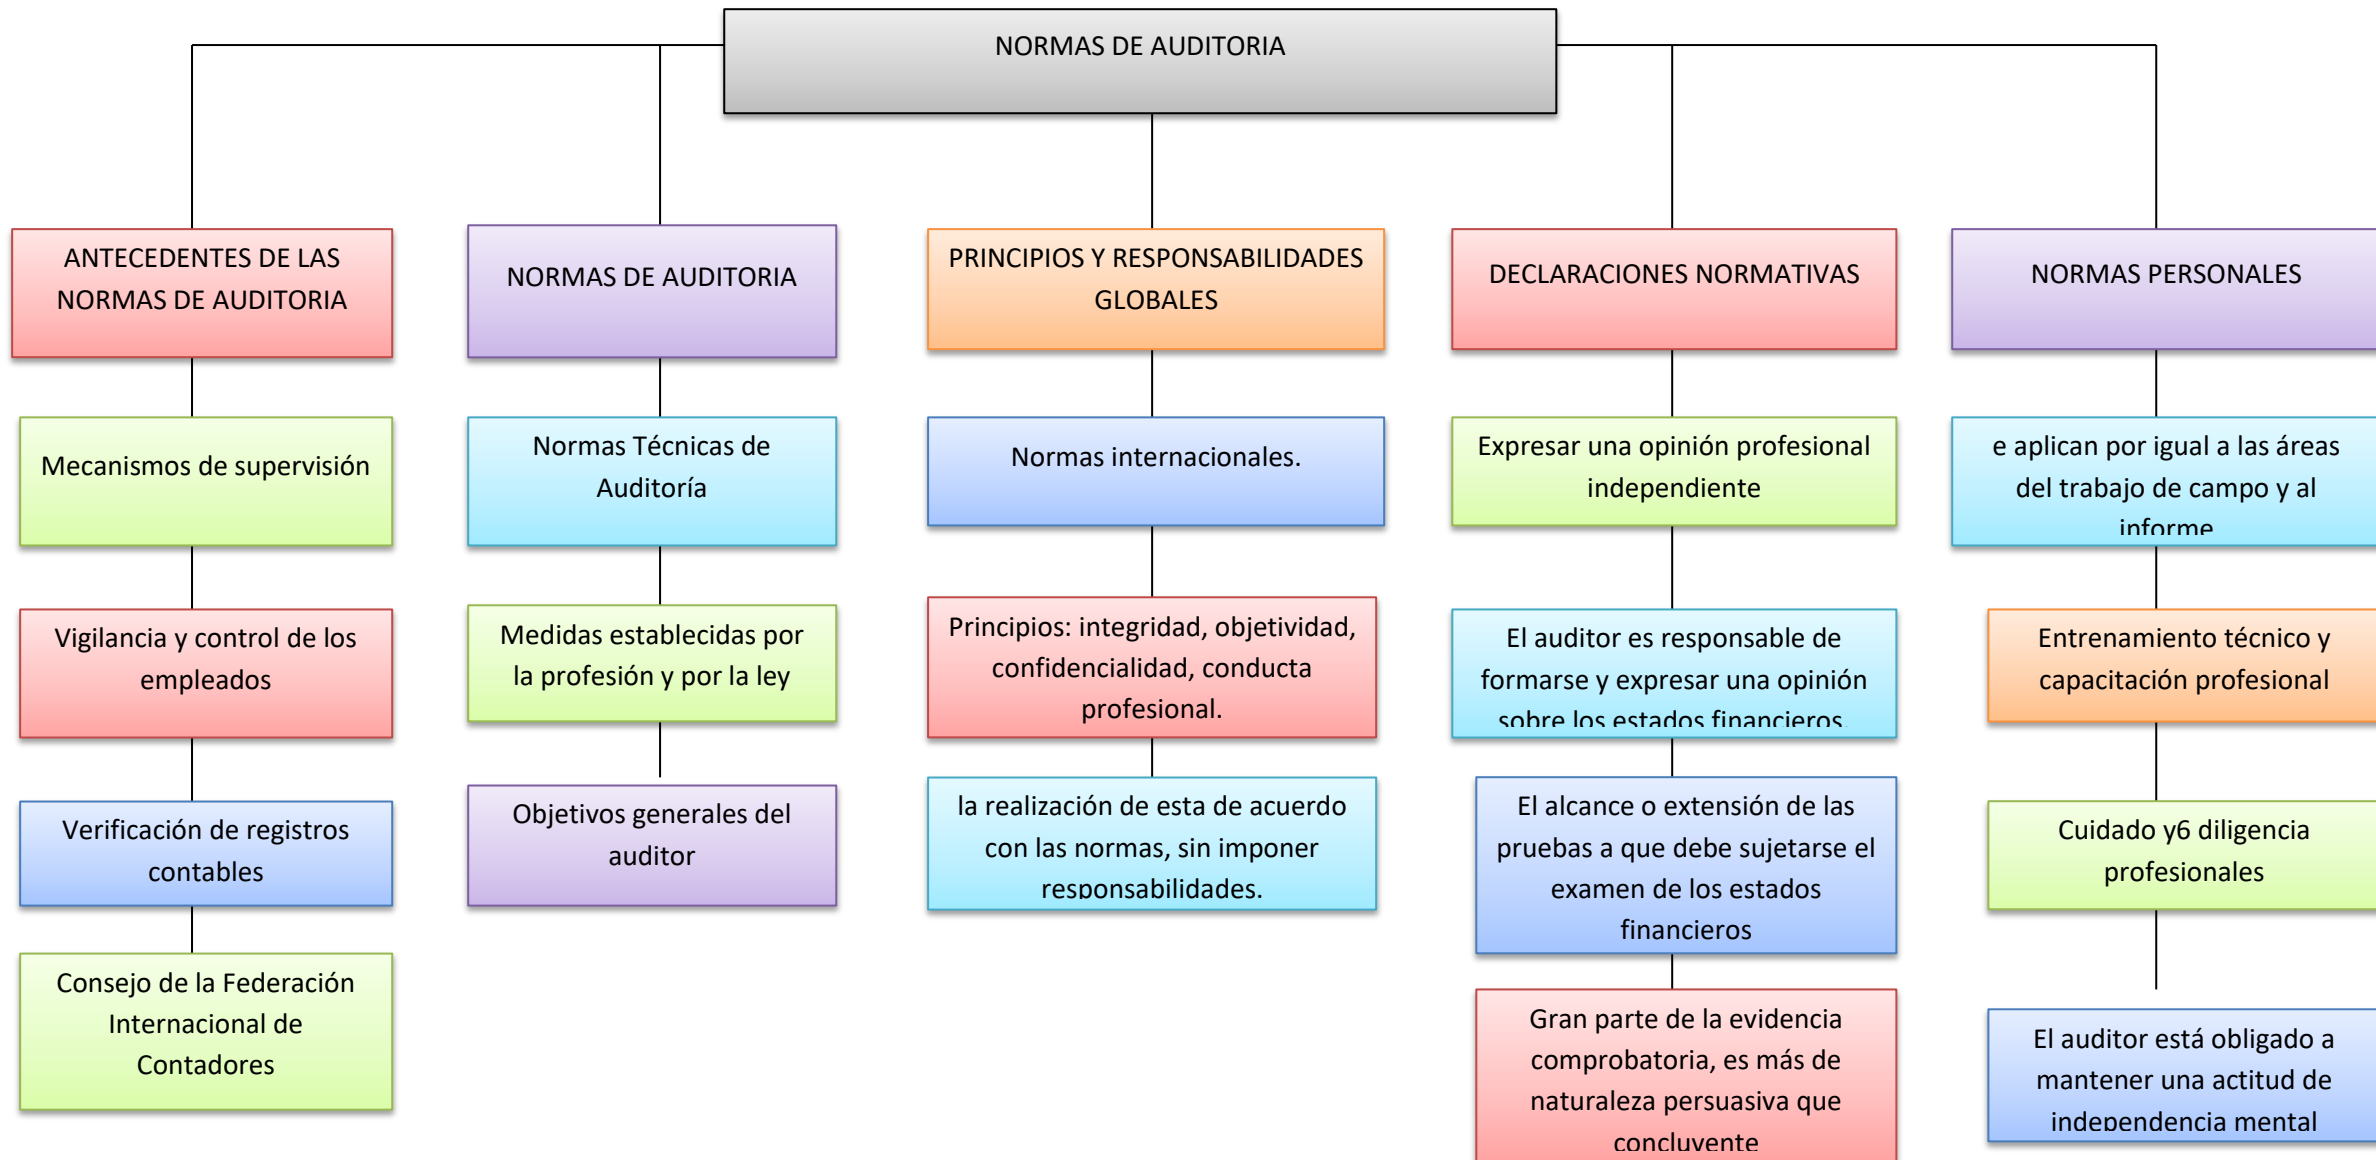 NORMAS DE AUDITORIA
ANTECEDENTES DE LAS
NORMAS DE AUDITORIA
Mecanismos de supervisión
Vigilancia y control de los
empleados
Verificación de registros
contables
Consejo de la Federación
Internacional de
Contadores
NORMAS DE AUDITORIA
Normas Técnicas de
Auditoría
Medidas establecidas por
la profesión y por la ley
Objetivos generales del
auditor
PRINCIPIOS Y RESPONSABILIDADES
GLOBALES
Normas internacionales.
Principios: integridad, objetividad,
confidencialidad, conducta
profesional.
la realización de esta de acuerdo
con las normas, sin imponer
responsabilidades.
DECLARACIONES NORMATIVAS
Expresar una opinión profesional
independiente
El auditor es responsable de
formarse y expresar una opinión
sobre los estados financieros
El alcance o extensión de las
pruebas a que debe sujetarse el
examen de los estados
financieros
Gran parte de la evidencia
comprobatoria, es más de
naturaleza persuasiva que
concluyente
NORMAS PERSONALES
e aplican por igual a las áreas
del trabajo de campo y al
informe
Entrenamiento técnico y
capacitación profesional
Cuidado y6 diligencia
profesionales
El auditor está obligado a
mantener una actitud de
independencia mental